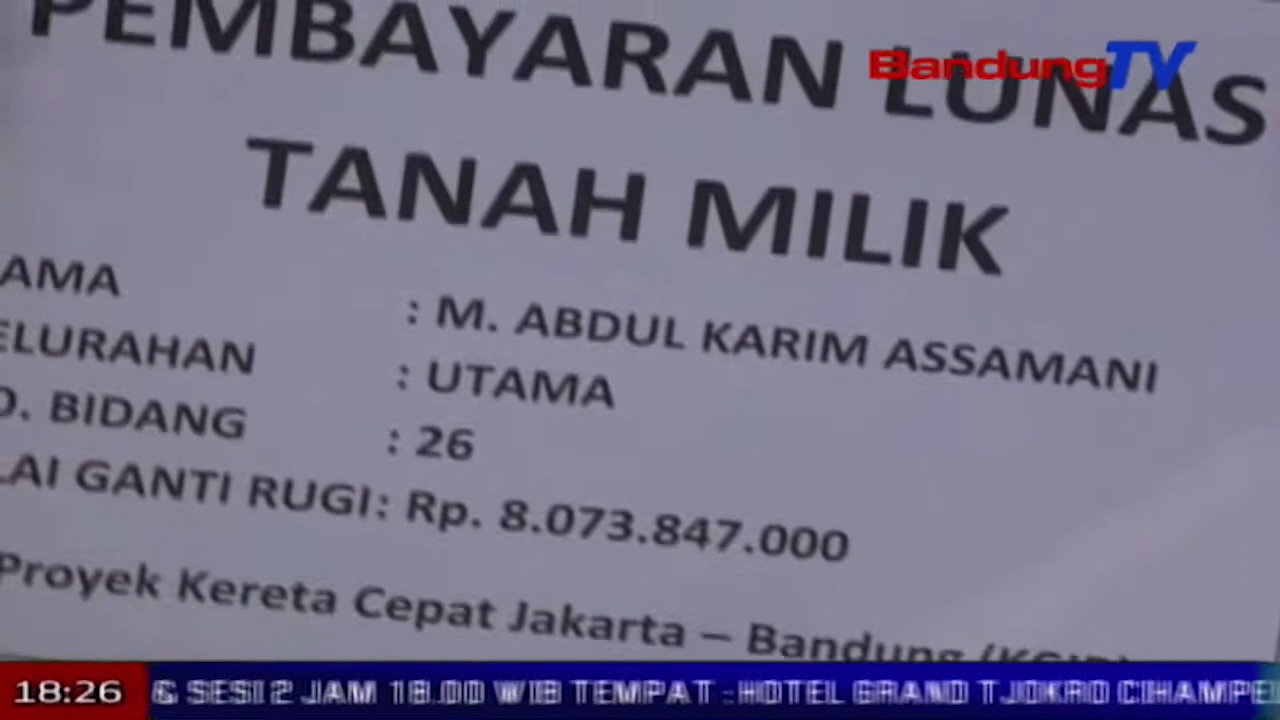 PEMBAYARAN LUNAS
BandungTV
TANAH MILIK
AMA : M. ABDUL KARIM ASSAMANI
ELURAHAN : UTAMA
O. BIDANG : 26
LAI GANTI RUGI: Rp. 8.073.847.000
Proyek Kereta Cepat Jakarta – Bandung
18:26 & SESI 2 JAM 18.00 WIB TEMPAT : HOTEL GRAND TJOKRO CIHAMPE